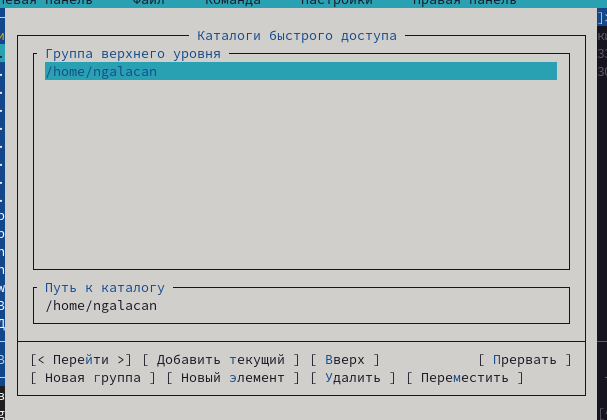 Левая панель Файл Команда Настройки Правая панель
Каталоги быстрого доступа
Группа верхнего уровня
/home/ngalacan
Путь к каталогу
/home/ngalacan
[< Перейти >] [ Добавить текущий ] [ Вверх ] [ Прервать ]
[ Новая группа ] [ Новый элемент ] [ Удалить ] [ Переместить ]